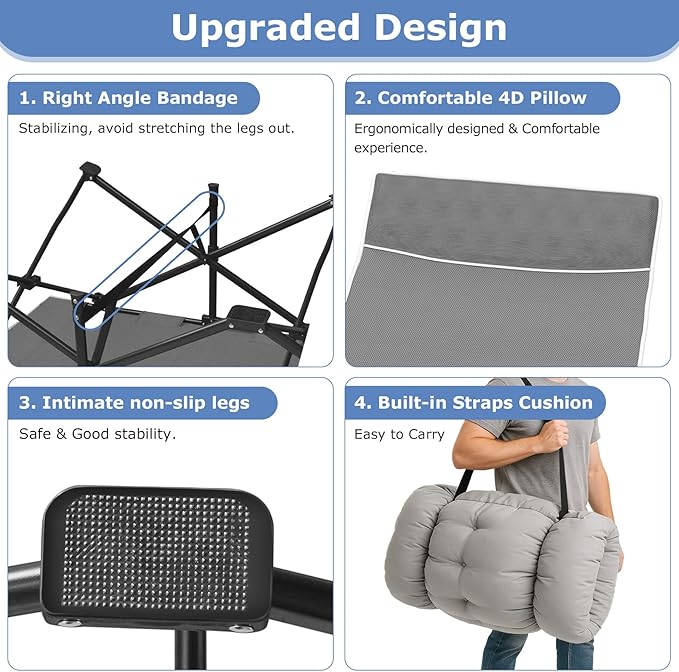 Upgraded Design
1. Right Angle Bandage
Stabilizing, avoid stretching the legs out.
2. Comfortable 4D Pillow
Ergonomically designed & Comfortable
experience.
3. Intimate non-slip legs
Safe & Good stability.
4. Built-in Straps Cushion
Easy to Carry